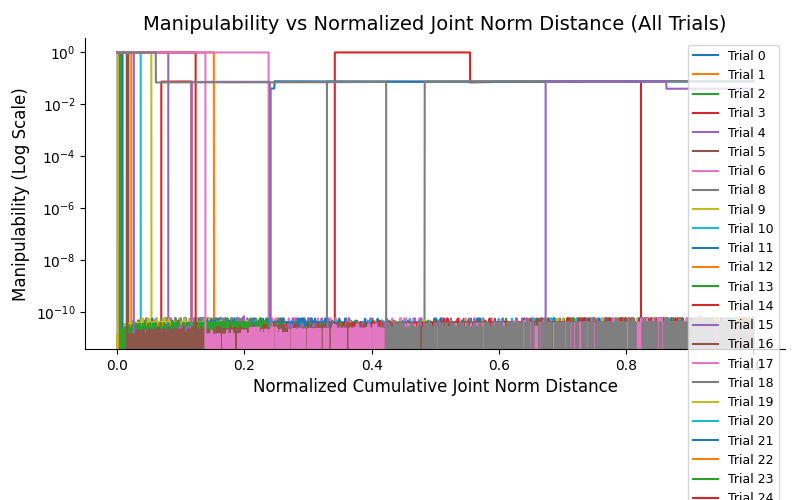 Manipulability vs Normalized Joint Norm Distance (All Trials)
Manipulability (Log Scale)
10⁰
10⁻²
10⁻⁴
10⁻⁶
10⁻⁸
10⁻¹⁰
0.0
0.2
0.4
0.6
0.8
Normalized Cumulative Joint Norm Distance
Trial 0
Trial 1
Trial 2
Trial 3
Trial 4
Trial 5
Trial 6
Trial 8
Trial 9
Trial 10
Trial 11
Trial 12
Trial 13
Trial 14
Trial 15
Trial 16
Trial 17
Trial 18
Trial 19
Trial 20
Trial 21
Trial 22
Trial 23
Trial 24